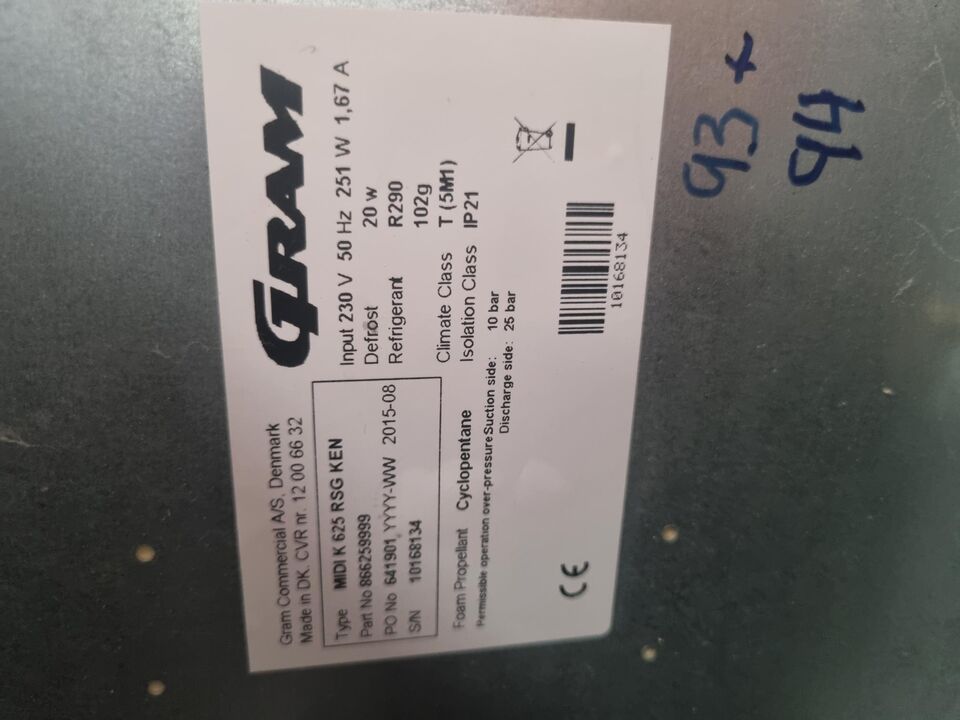 GRAM
Gram Commercial A/S, Denmark
Made in DK. CVR nr. 12 00 66 32
Type MIDI K 625 RSG KEN
Part No 866259999
PO No 641901 YYYY-WW 2015-08
S/N 10168134
Input 230 V 50 Hz 251 W 1,67 A
Defrost 20 w
Refrigerant R290
102g
Climate Class T (5M1)
Isolation Class IP21
Foam Propellant Cyclopentane
Permissible operation over-pressure Suction side: 10 bar
Discharge side: 25 bar
CE
10168134
93 +
94